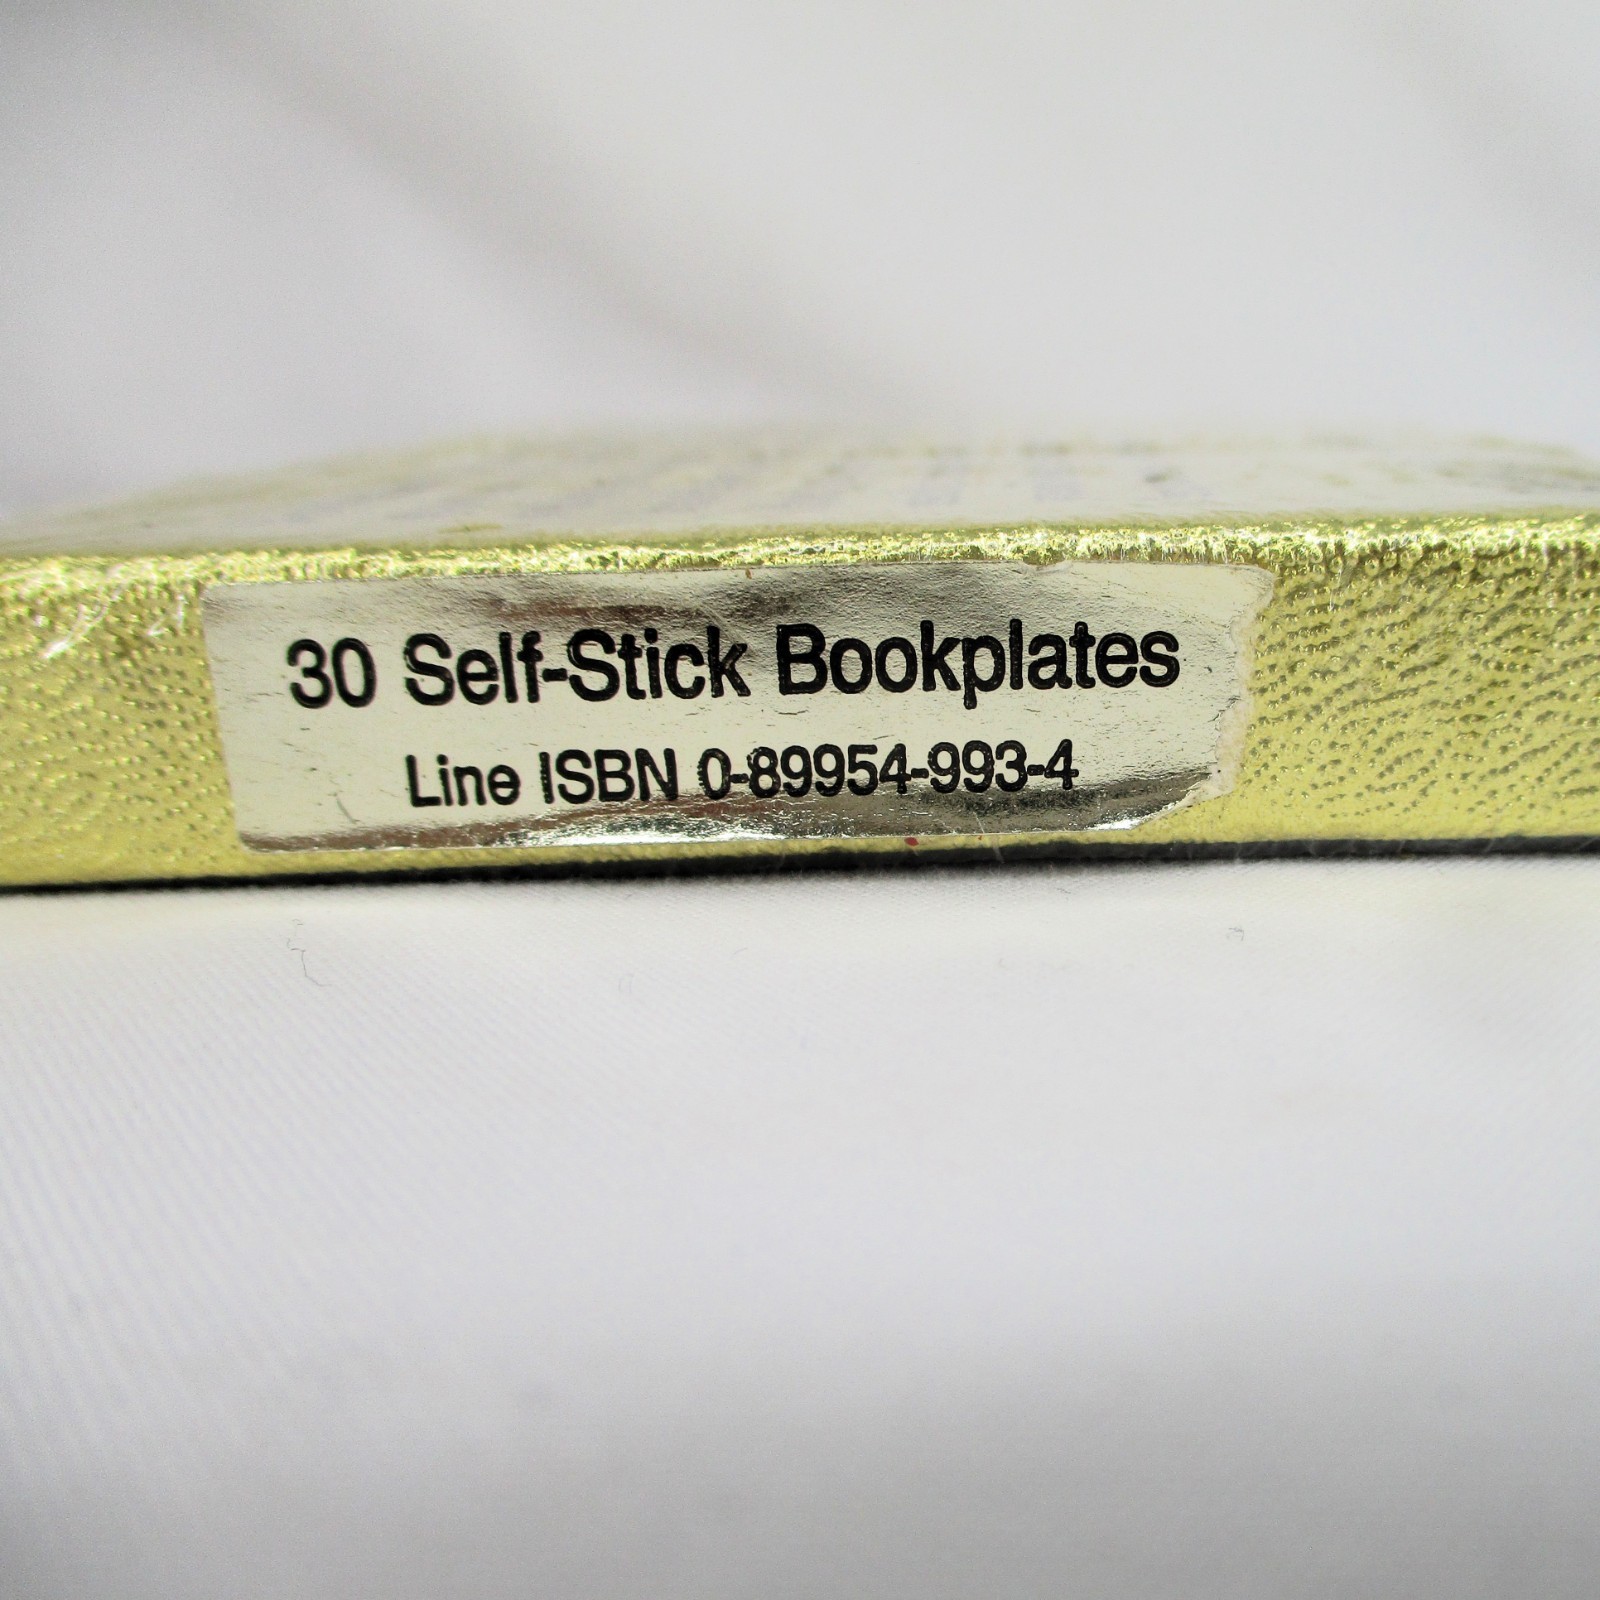 30 Self-Stick Bookplates
Line ISBN 0-89954-993-4